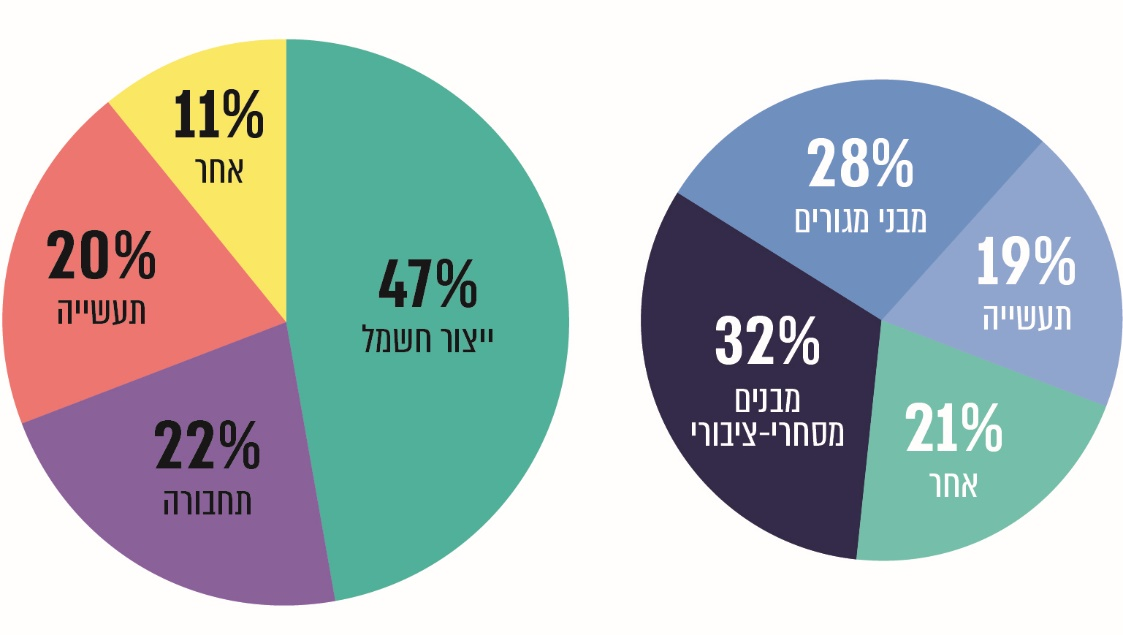 11%
אחר
47%
ייצור חשמל
20%
תעשייה
22%
תחבורה
28%
מבני מגורים
19%
תעשייה
32%
מבנים
מסחרי-ציבורי
21%
אחר